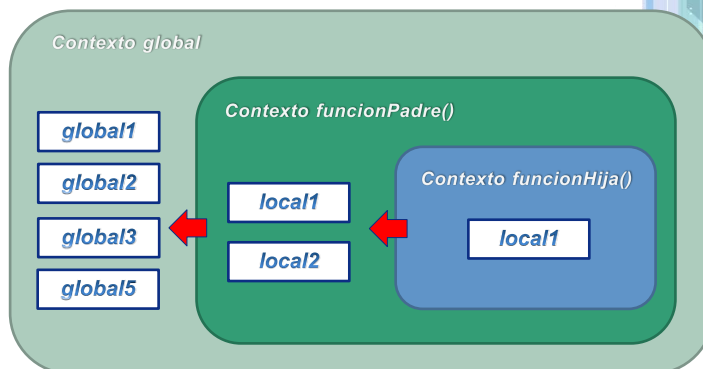 Contexto global
global1
global2
global3
global5
Contexto funcionPadre()
local1
local2
Contexto funcionHija()
local1